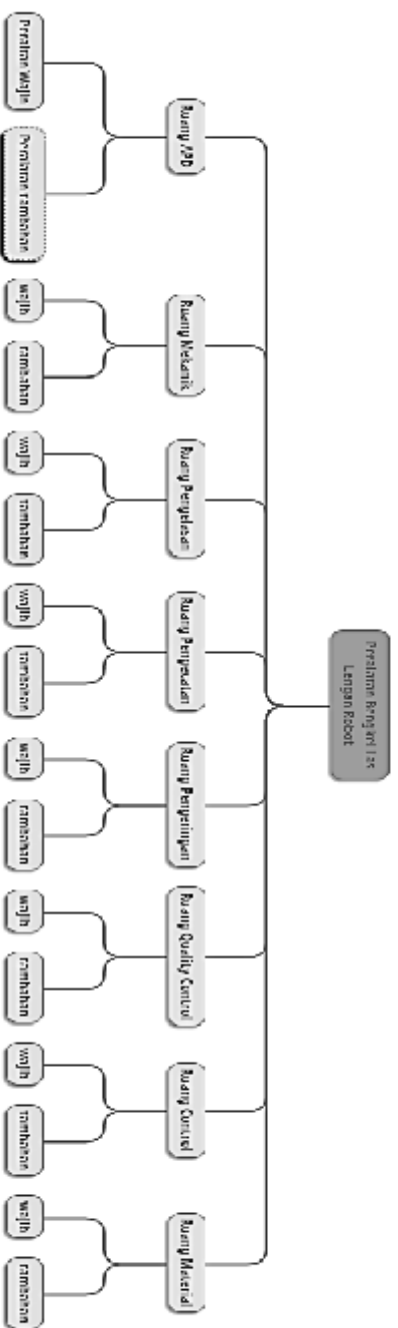 Peralatan Bengkel Las
Lengan Robot
Ruang APD
Ruang Mekanik
Ruang Pengelasan
Ruang Pengecatan
Ruang Pengeringan
Ruang Quality Control
Ruang Control
Ruang Material
Peralatan Wajib
Peralatan tambahan
wajib
tambahan
wajib
tambahan
wajib
tambahan
wajib
tambahan
wajib
tambahan
wajib
tambahan
wajib
tambahan